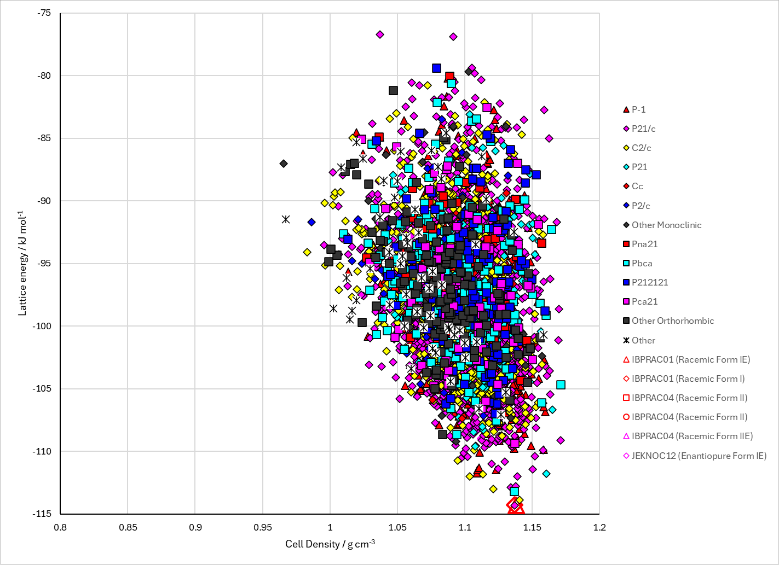 -75
-80
-85
-90
-95
-100
-105
-110
-115
Lattice energy / kJ mol-1
0.8
0.85
0.9
0.95
1
1.05
1.1
1.15
1.2
Cell Density / g cm-3
P-1
P21/c
C2/c
P21
Cc
P2/c
Other Monoclinic
Pna21
Pbca
P212121
Pca21
Other Orthorhombic
Other
IBPRAC01 (Racemic Form IE)
IBPRAC01 (Racemic Form I)
IBPRAC04 (Racemic Form II)
IBPRAC04 (Racemic Form II)
IBPRAC04 (Racemic Form IIE)
JEKNOC12 (Enantiopure Form IE)